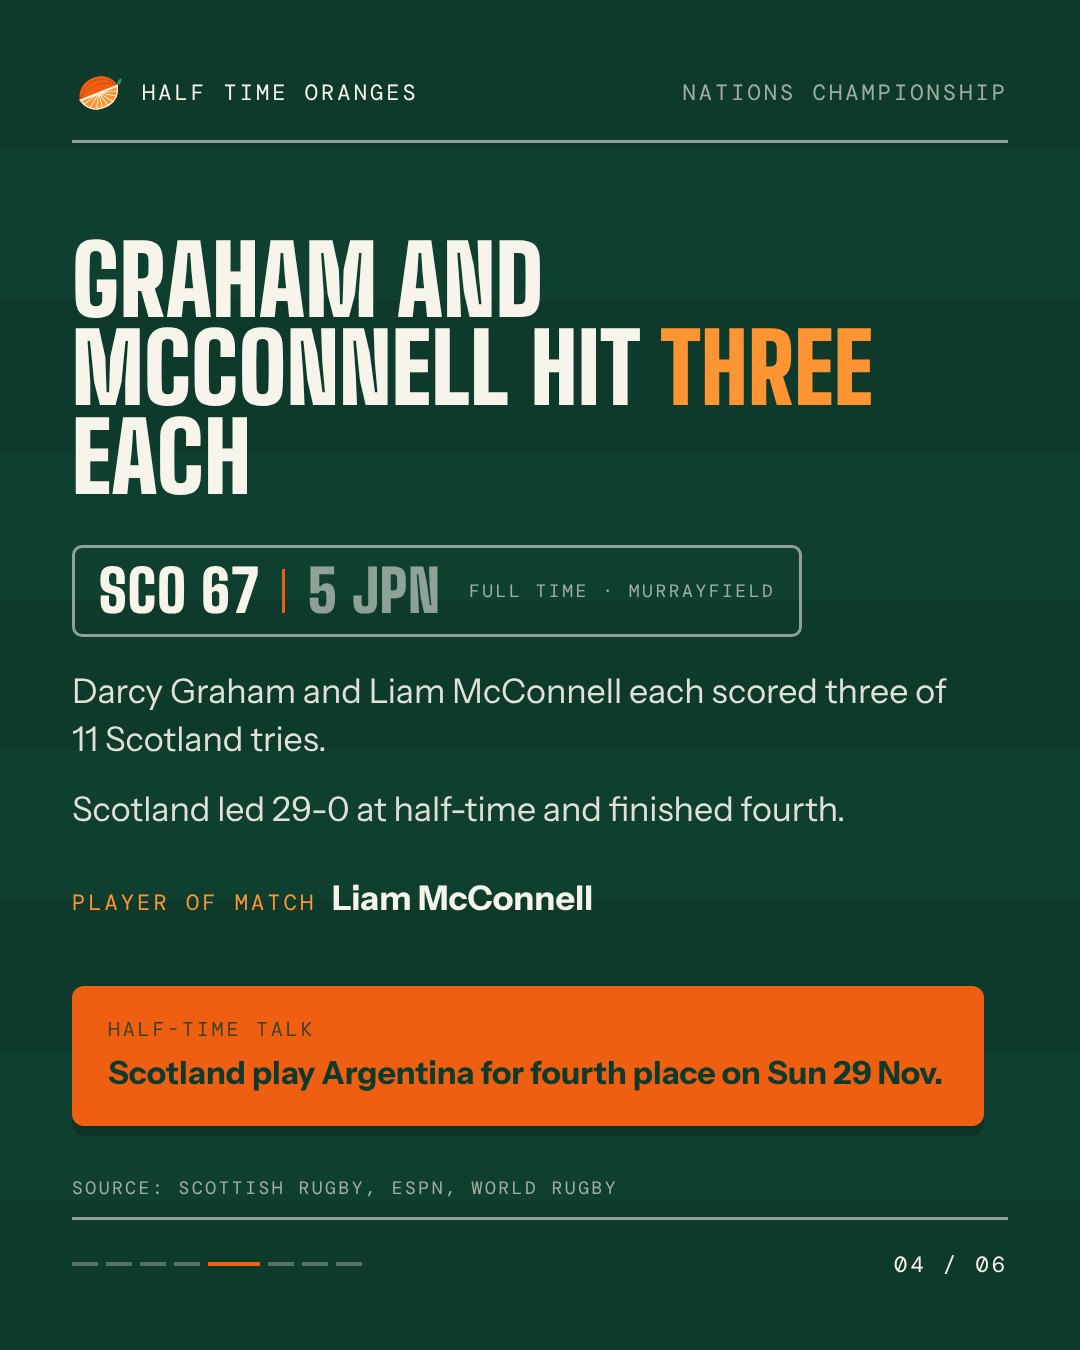 HALF TIME ORANGES
NATIONS CHAMPIONSHIP
GRAHAM AND
MCCONNELL HIT THREE
EACH
SCO 67 | 5 JPN FULL TIME · MURRAYFIELD
Darcy Graham and Liam McConnell each scored three of
11 Scotland tries.
Scotland led 29-0 at half-time and finished fourth.
PLAYER OF MATCH Liam McConnell
HALF-TIME TALK
Scotland play Argentina for fourth place on Sun 29 Nov.
SOURCE: SCOTTISH RUGBY, ESPN, WORLD RUGBY
04 / 06